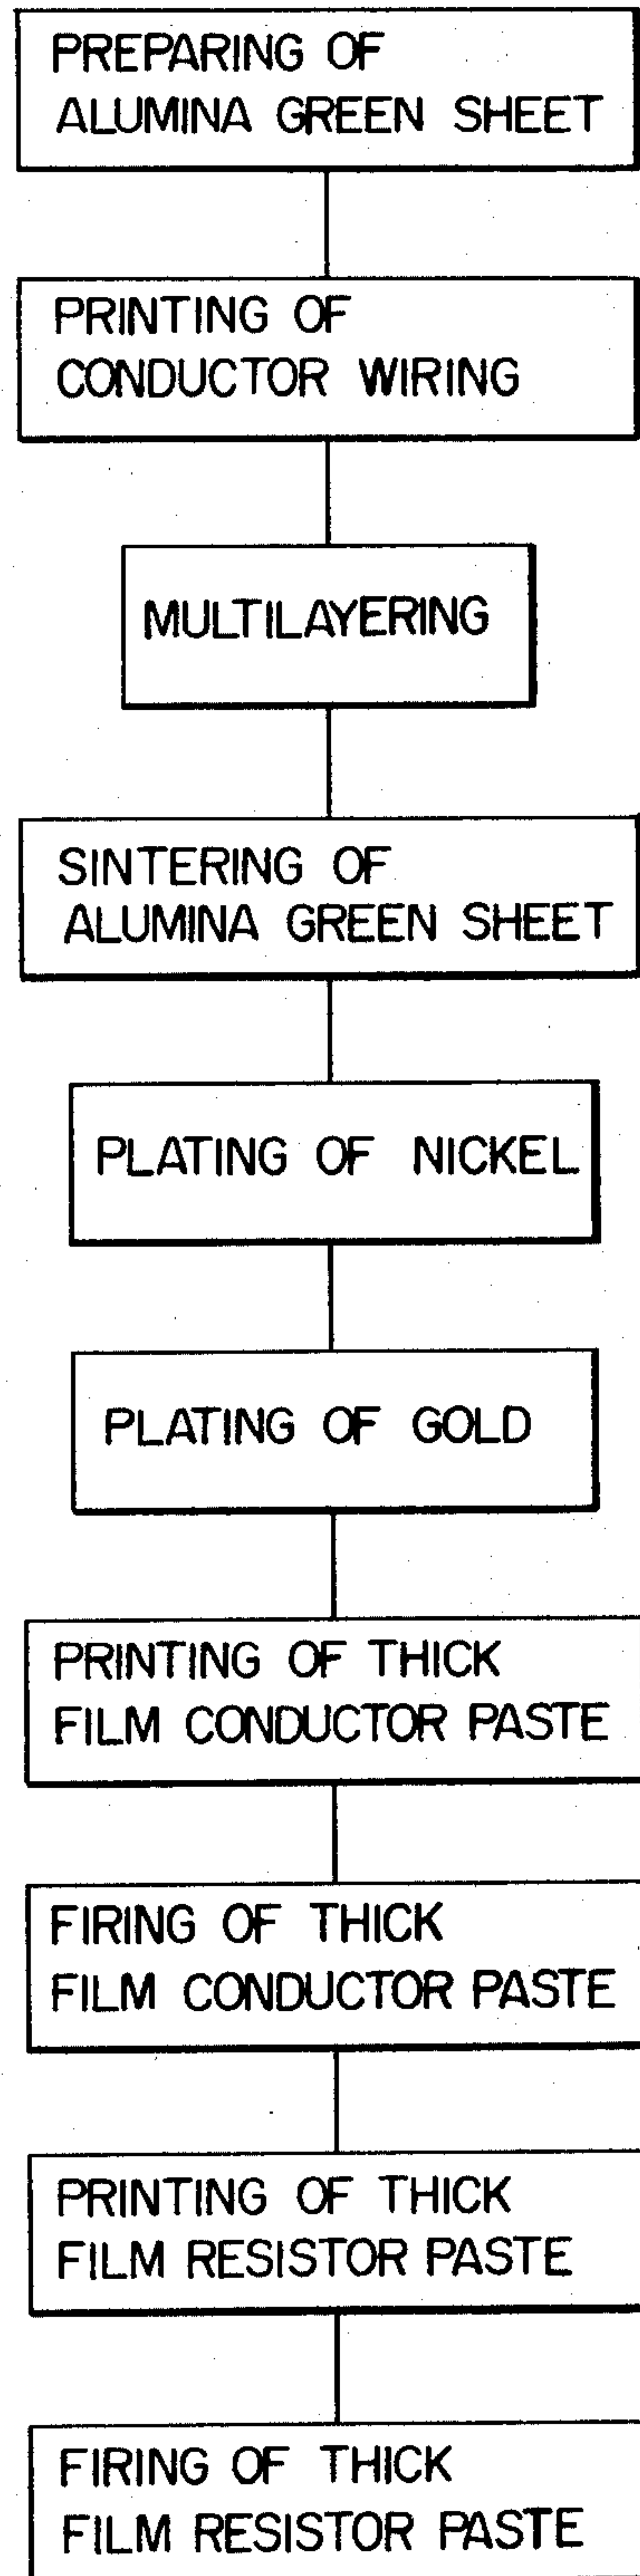 PREPARING OF
ALUMINA GREEN SHEET
PRINTING OF
CONDUCTOR WIRING
MULTILAYERING
SINTERING OF
ALUMINA GREEN SHEET
PLATING OF NICKEL
PLATING OF GOLD
PRINTING OF THICK
FILM CONDUCTOR PASTE
FIRING OF THICK
FILM CONDUCTOR PASTE
PRINTING OF THICK
FILM RESISTOR PASTE
FIRING OF THICK
FILM RESISTOR PASTE